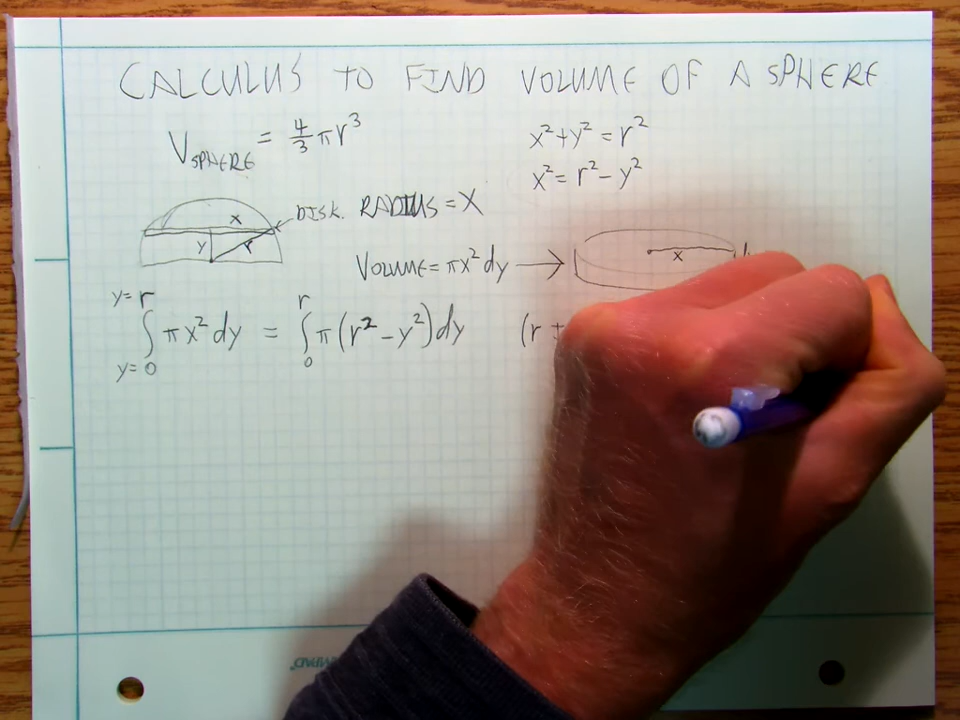 CALCULUS TO FIND VOLUME OF A SPHERE
V_SPHERE = 4/3 πr³
x² + y² = r²
x² = r² − y²
x DISK. RADIUS = X
y r
VOLUME = πx² dy → x
y = r ∫ y = 0 πx² dy = r ∫ 0 π(r² − y²) dy (r